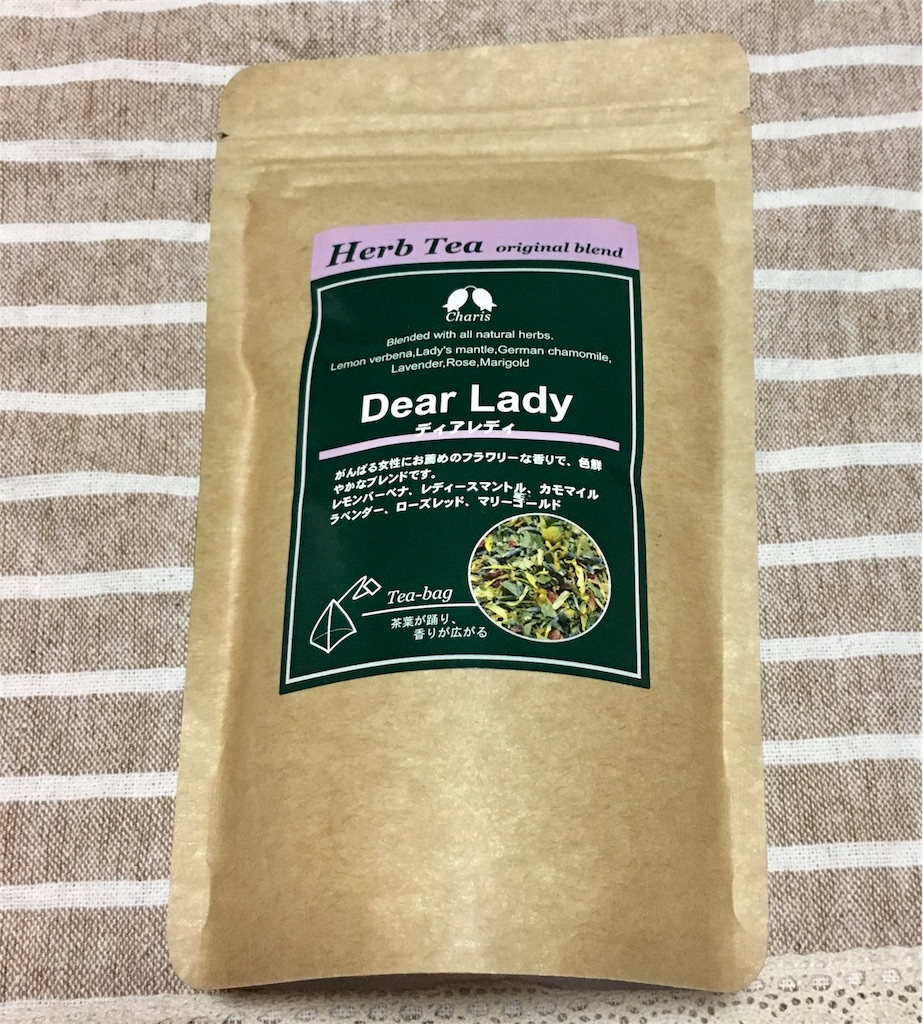 Herb Tea original blend
Charis
Blended with all natural herbs.
Lemon verbena,Lady's mantle,German chamomile,
Lavender,Rose,Marigold
Dear Lady
ディアレディ
がんばる女性にお薦めのフラワリーな香りで、色鮮
やかなブレンドです。
レモンバーベナ、レディースマントル、カモマイル
ラベンダー、ローズレッド、マリーゴールド
Tea-bag
茶葉が踊り、
香りが広がる